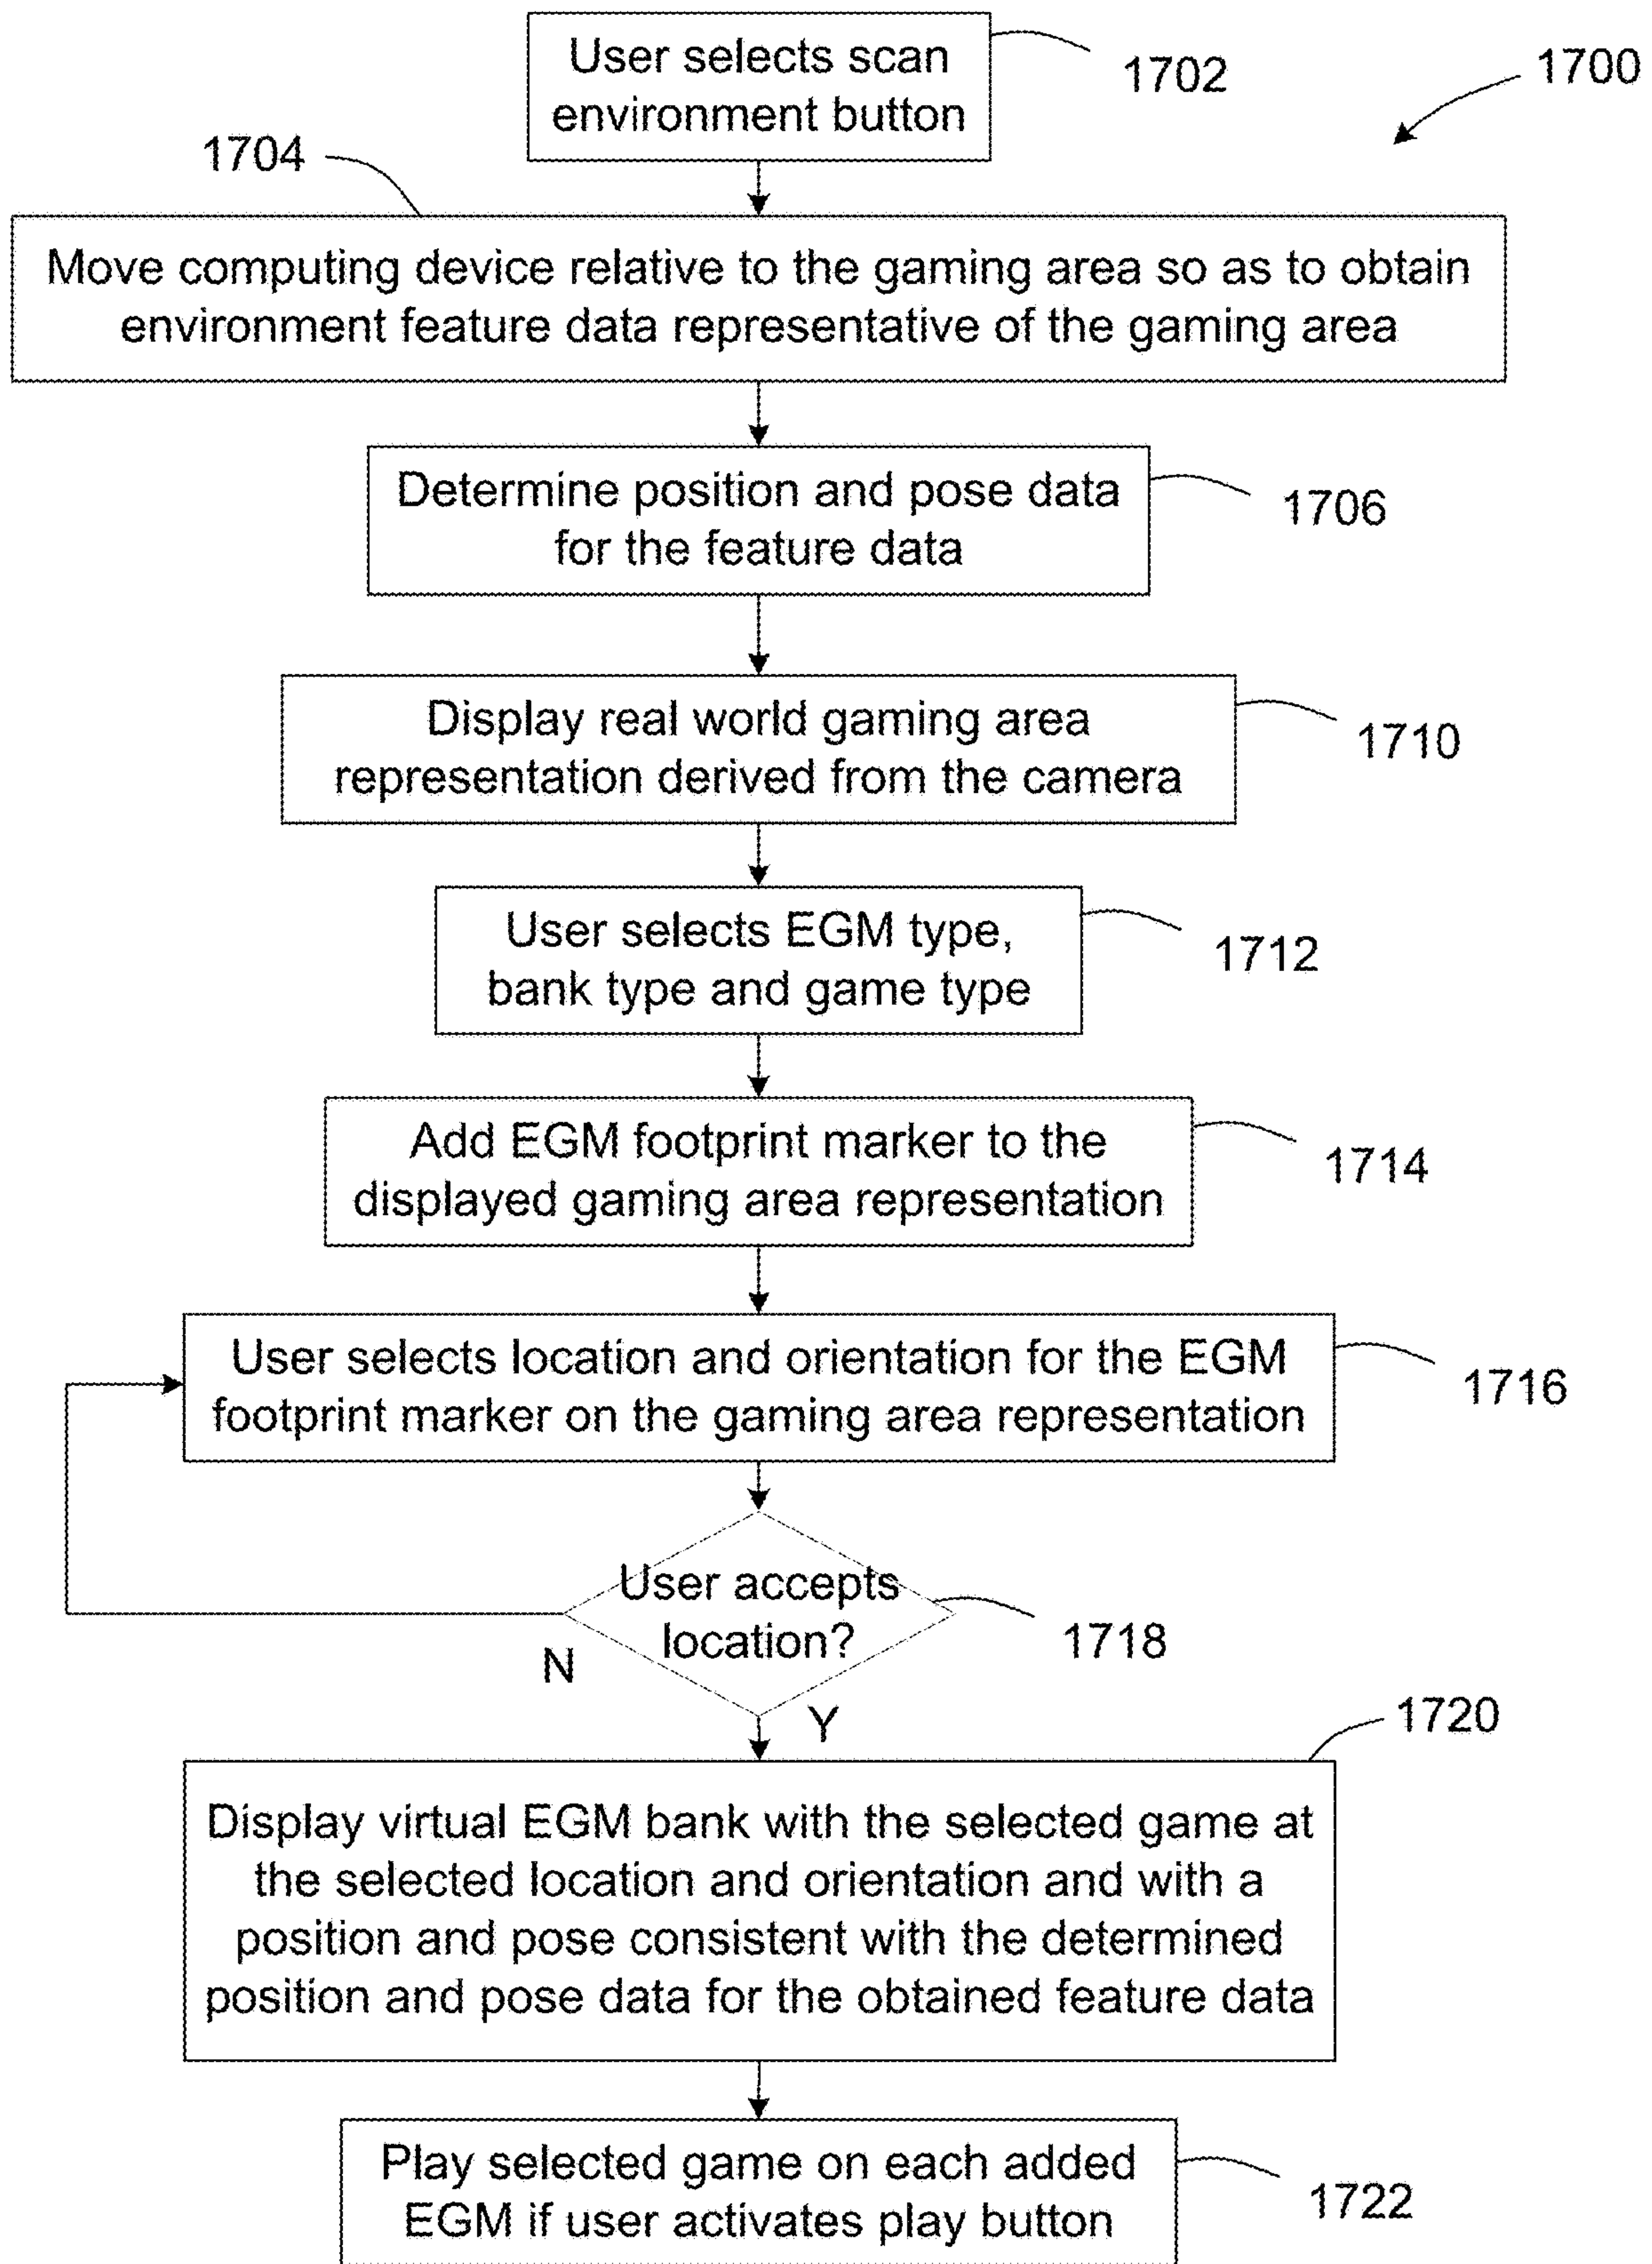 User selects scan
environment button
1702
1700
1704
Move computing device relative to the gaming area so as to obtain
environment feature data representative of the gaming area
Determine position and pose data
for the feature data
1706
Display real world gaming area
representation derived from the camera
1710
User selects EGM type,
bank type and game type
1712
Add EGM footprint marker to the
displayed gaming area representation
1714
User selects location and orientation for the EGM
footprint marker on the gaming area representation
1716
User accepts
location?
1718
N
Y
1720
Display virtual EGM bank with the selected game at
the selected location and orientation and with a
position and pose consistent with the determined
position and pose data for the obtained feature data
Play selected game on each added
EGM if user activates play button
1722